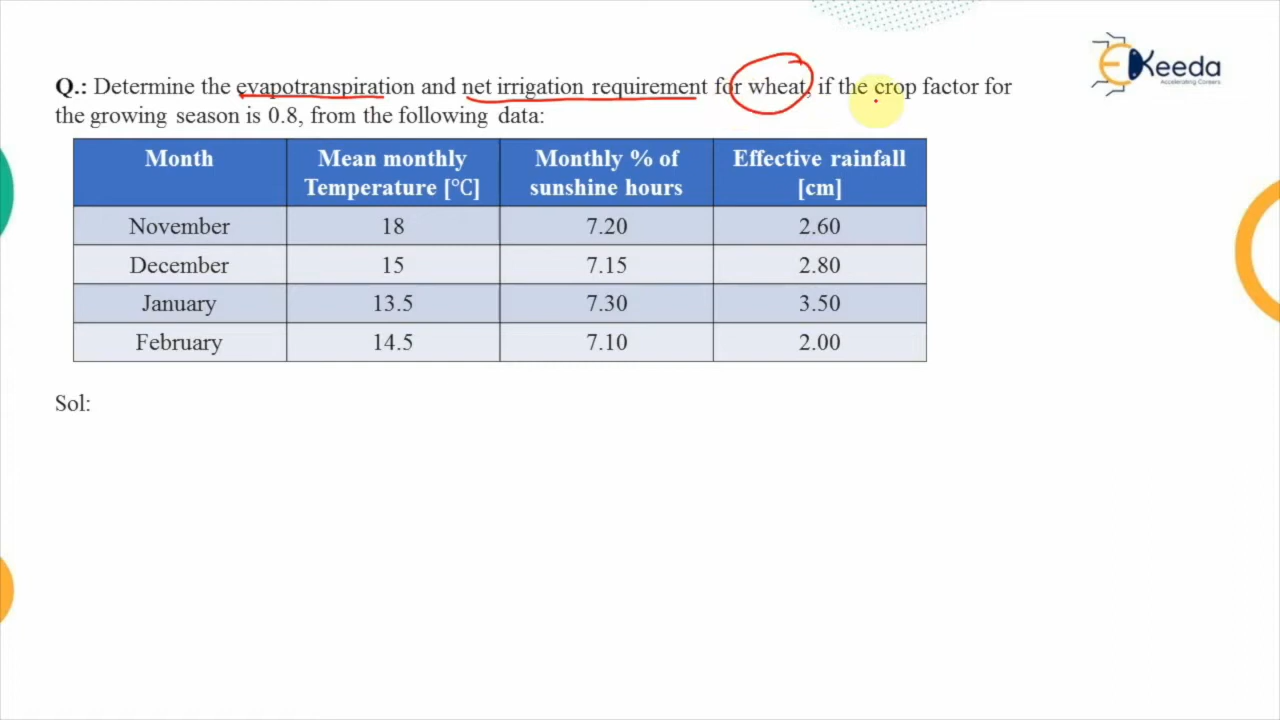 Q.: Determine the evapotranspiration and net irrigation requirement for wheat, if the crop factor for
the growing season is 0.8, from the following data:
Month Mean monthly Temperature [°C] Monthly % of sunshine hours Effective rainfall [cm]
November 18 7.20 2.60
December 15 7.15 2.80
January 13.5 7.30 3.50
February 14.5 7.10 2.00
Sol:
EKeeda
Accelerating Careers